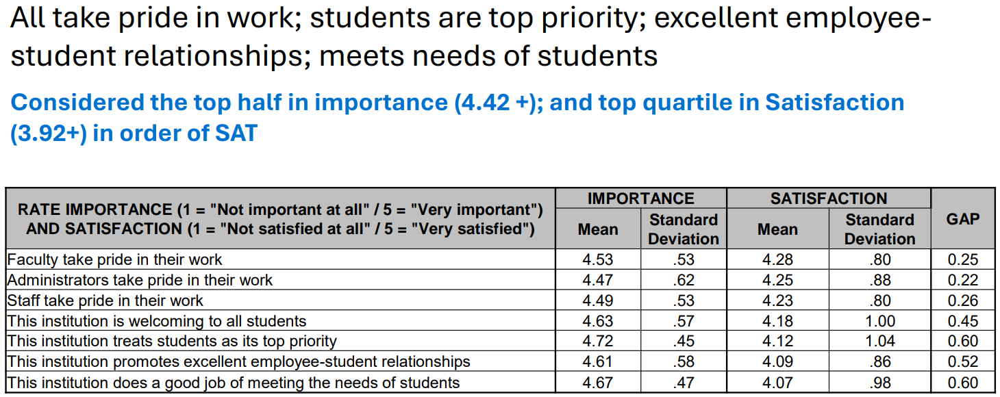 All take pride in work; students are top priority; excellent employee-
student relationships; meets needs of students
Considered the top half in importance (4.42 +); and top quartile in Satisfaction
(3.92+) in order of SAT
RATE IMPORTANCE (1 = "Not important at all" / 5 = "Very important")
AND SATISFACTION (1 = "Not satisfied at all" / 5 = "Very satisfied")
IMPORTANCE SATISFACTION GAP
Mean Standard Deviation Mean Standard Deviation
Faculty take pride in their work 4.53 .53 4.28 .80 0.25
Administrators take pride in their work 4.47 .62 4.25 .88 0.22
Staff take pride in their work 4.49 .53 4.23 .80 0.26
This institution is welcoming to all students 4.63 .57 4.18 1.00 0.45
This institution treats students as its top priority 4.72 .45 4.12 1.04 0.60
This institution promotes excellent employee-student relationships 4.61 .58 4.09 .86 0.52
This institution does a good job of meeting the needs of students 4.67 .47 4.07 .98 0.60